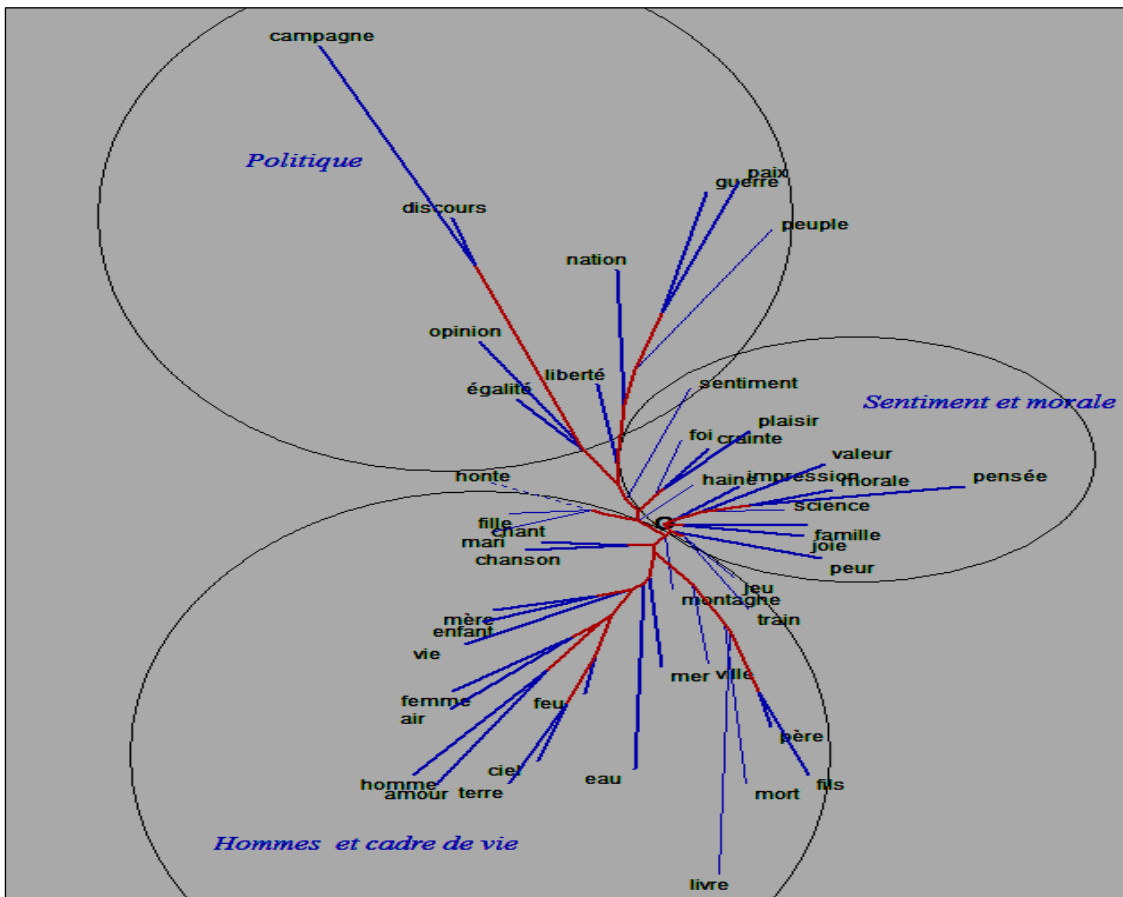 campagne
Politique
paix
guerre
discours
peuple
nation
opinion
liberté
égalité
sentiment
Sentiment et morale
plaisir
foi
crainte
valeur
honte
haine
impression
morale
pensée
science
fille
chant
famille
mari
joie
chanson
peur
jeu
montagne
train
mère
enfant
vie
mer
ville
femme
feu
air
père
ciel
eau
homme
amour
terre
mort
fils
Hommes et cadre de vie
livre